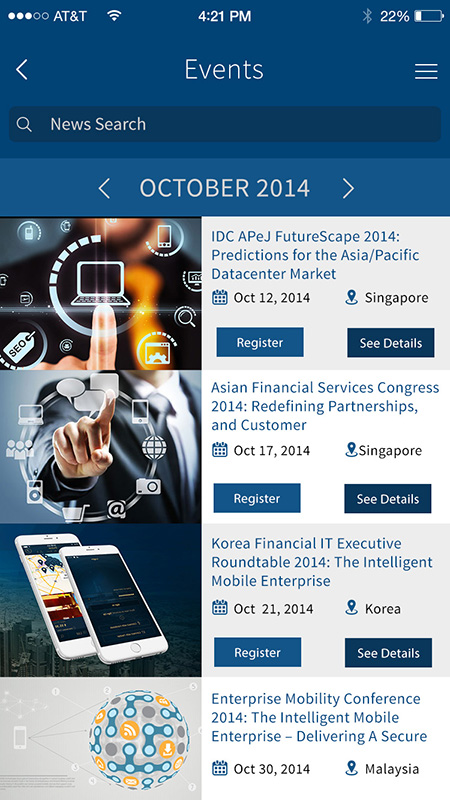 AT&T 4:21 PM 22%
Events
News Search
OCTOBER 2014
IDC APeJ FutureScape 2014:
Predictions for the Asia/Pacific
Datacenter Market
Oct 12, 2014 Singapore
Register See Details
SEO
Asian Financial Services Congress
2014: Redefining Partnerships,
and Customer
Oct 17, 2014 Singapore
Register See Details
@
Korea Financial IT Executive
Roundtable 2014: The Intelligent
Mobile Enterprise
Oct 21, 2014 Korea
Register See Details
Enterprise Mobility Conference
2014: The Intelligent Mobile
Enterprise – Delivering A Secure
Oct 30, 2014 Malaysia